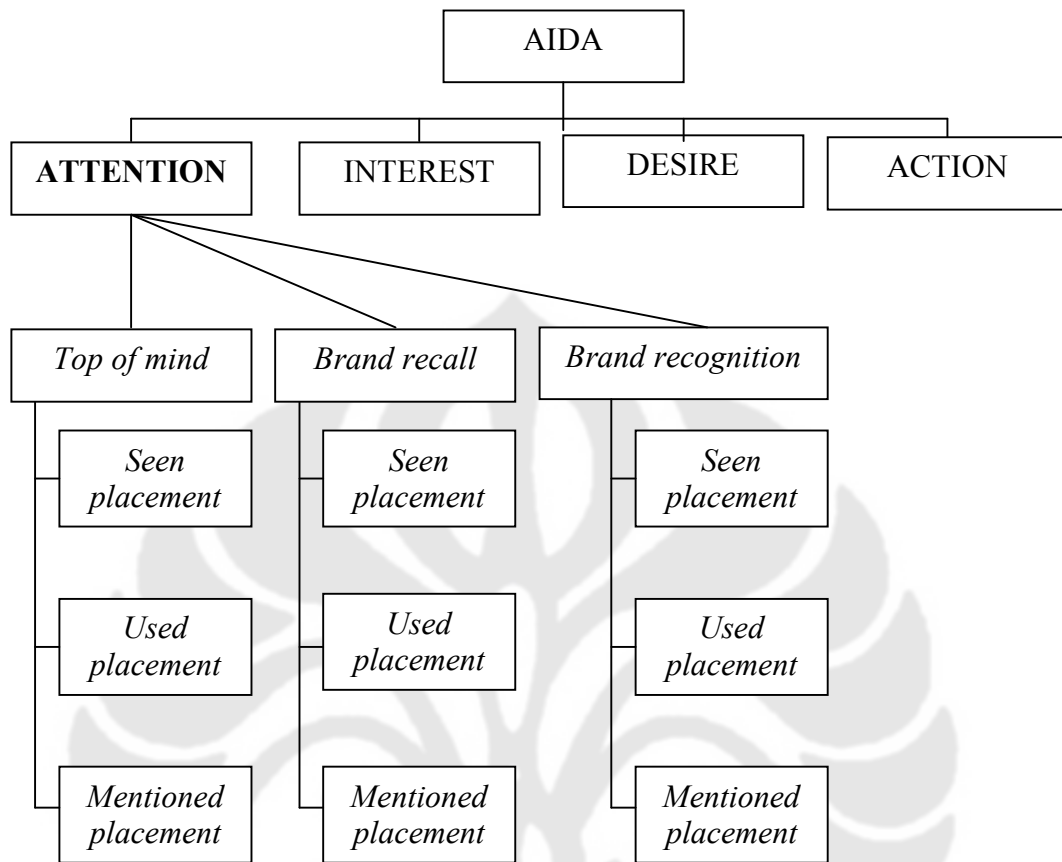 AIDA
ATTENTION
INTEREST
DESIRE
ACTION
Top of mind
Brand recall
Brand recognition
Seen
placement
Seen
placement
Seen
placement
Used
placement
Used
placement
Used
placement
Mentioned
placement
Mentioned
placement
Mentioned
placement